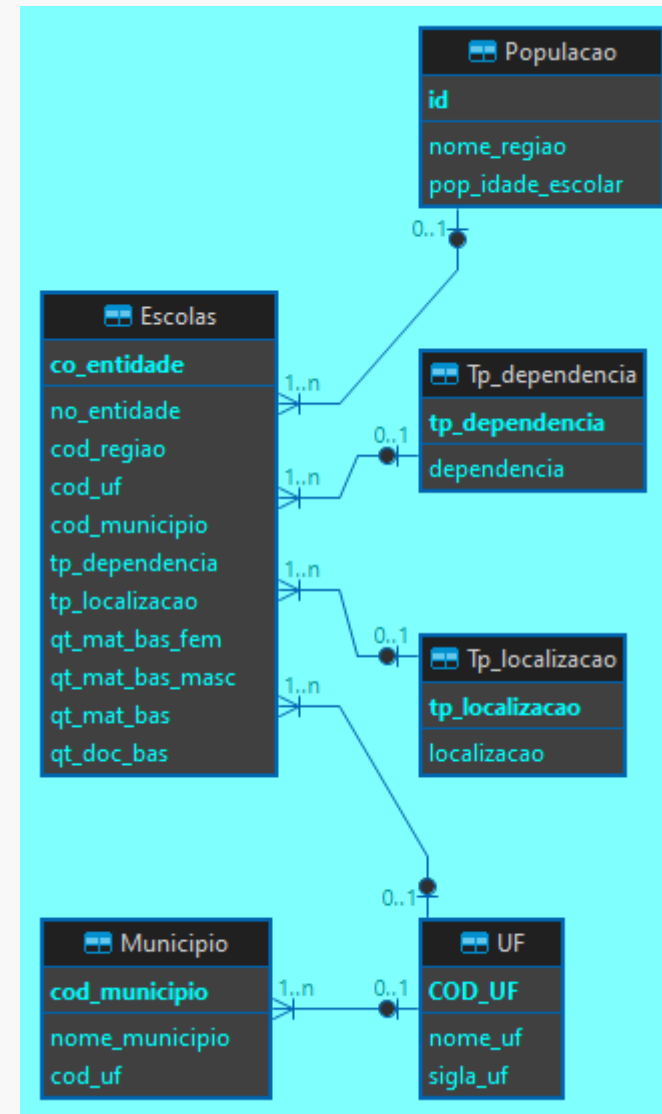 Populacao
id
nome_regiao
pop_idade_escolar
0..1
Escolas
co_entidade
no_entidade
cod_regiao
cod_uf
cod_municipio
tp_dependencia
tp_localizacao
qt_mat_bas_fem
qt_mat_bas_masc
qt_mat_bas
qt_doc_bas
1..n
1..n
1..n
1..n
Tp_dependencia
tp_dependencia
dependencia
0..1
Tp_localizacao
tp_localizacao
localizacao
0..1
0..1
Municipio
cod_municipio
nome_municipio
cod_uf
1..n
0..1
UF
COD_UF
nome_uf
sigla_uf